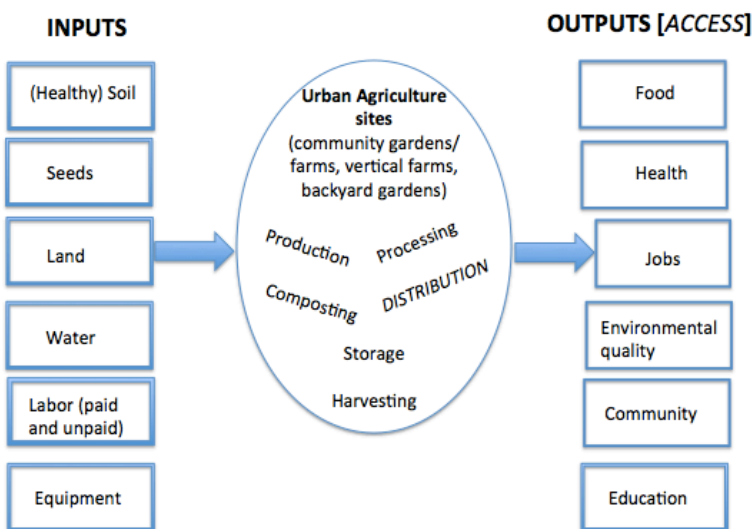 INPUTS
(Healthy) Soil
Seeds
Land
Water
Labor (paid
and unpaid)
Equipment
Urban Agriculture
sites
(community gardens/
farms, vertical farms,
backyard gardens)
Production
Processing
Composting
DISTRIBUTION
Storage
Harvesting
OUTPUTS [ACCESS]
Food
Health
Jobs
Environmental
quality
Community
Education